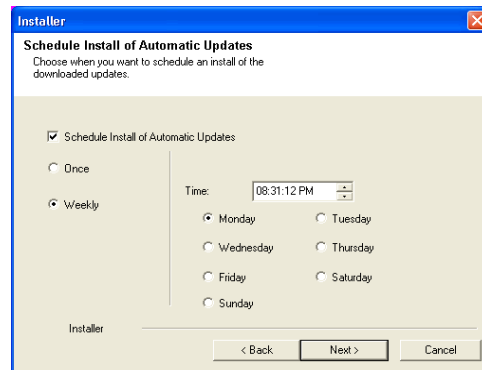 Installer
Schedule Install of Automatic Updates
Choose when you want to schedule an install of the
downloaded updates.
Schedule Install of Automatic Updates
Once
Weekly
Time: 08:31:12 PM
Monday Tuesday
Wednesday Thursday
Friday Saturday
Sunday
Installer
< Back Next > Cancel